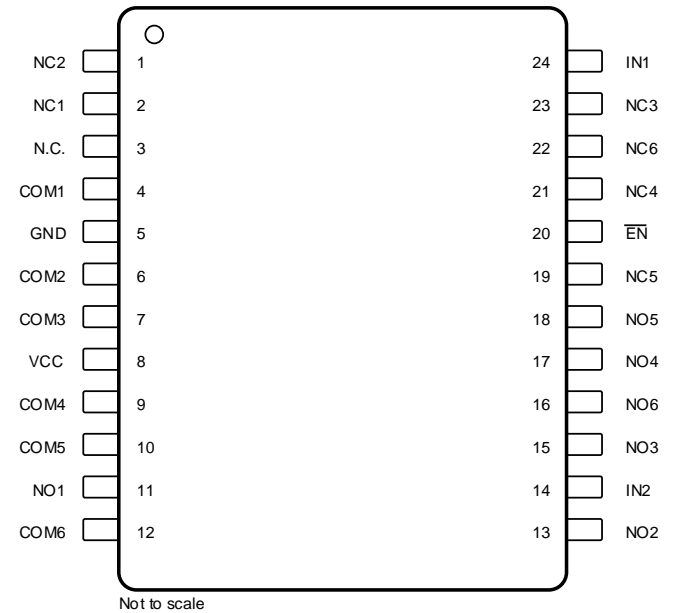 NC2 1 24 IN1
NC1 2 23 NC3
N.C. 3 22 NC6
COM1 4 21 NC4
GND 5 20 E̅N̅
COM2 6 19 NC5
COM3 7 18 NO5
VCC 8 17 NO4
COM4 9 16 NO6
COM5 10 15 NO3
NO1 11 14 IN2
COM6 12 13 NO2
Not to scale